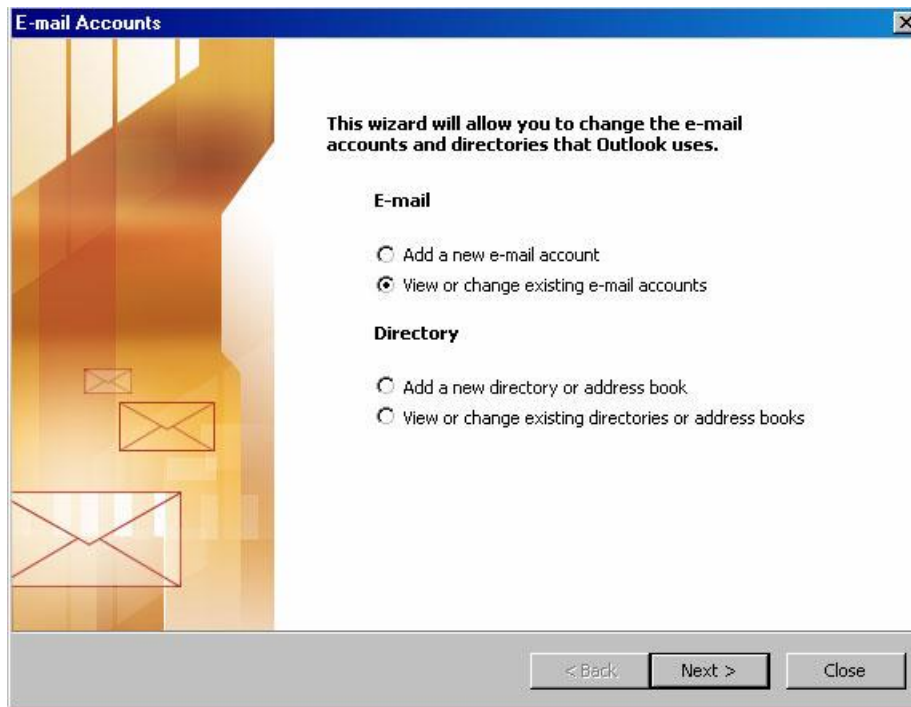 E-mail Accounts
This wizard will allow you to change the e-mail
accounts and directories that Outlook uses.
E-mail
Add a new e-mail account
View or change existing e-mail accounts
Directory
Add a new directory or address book
View or change existing directories or address books
< Back
Next >
Close